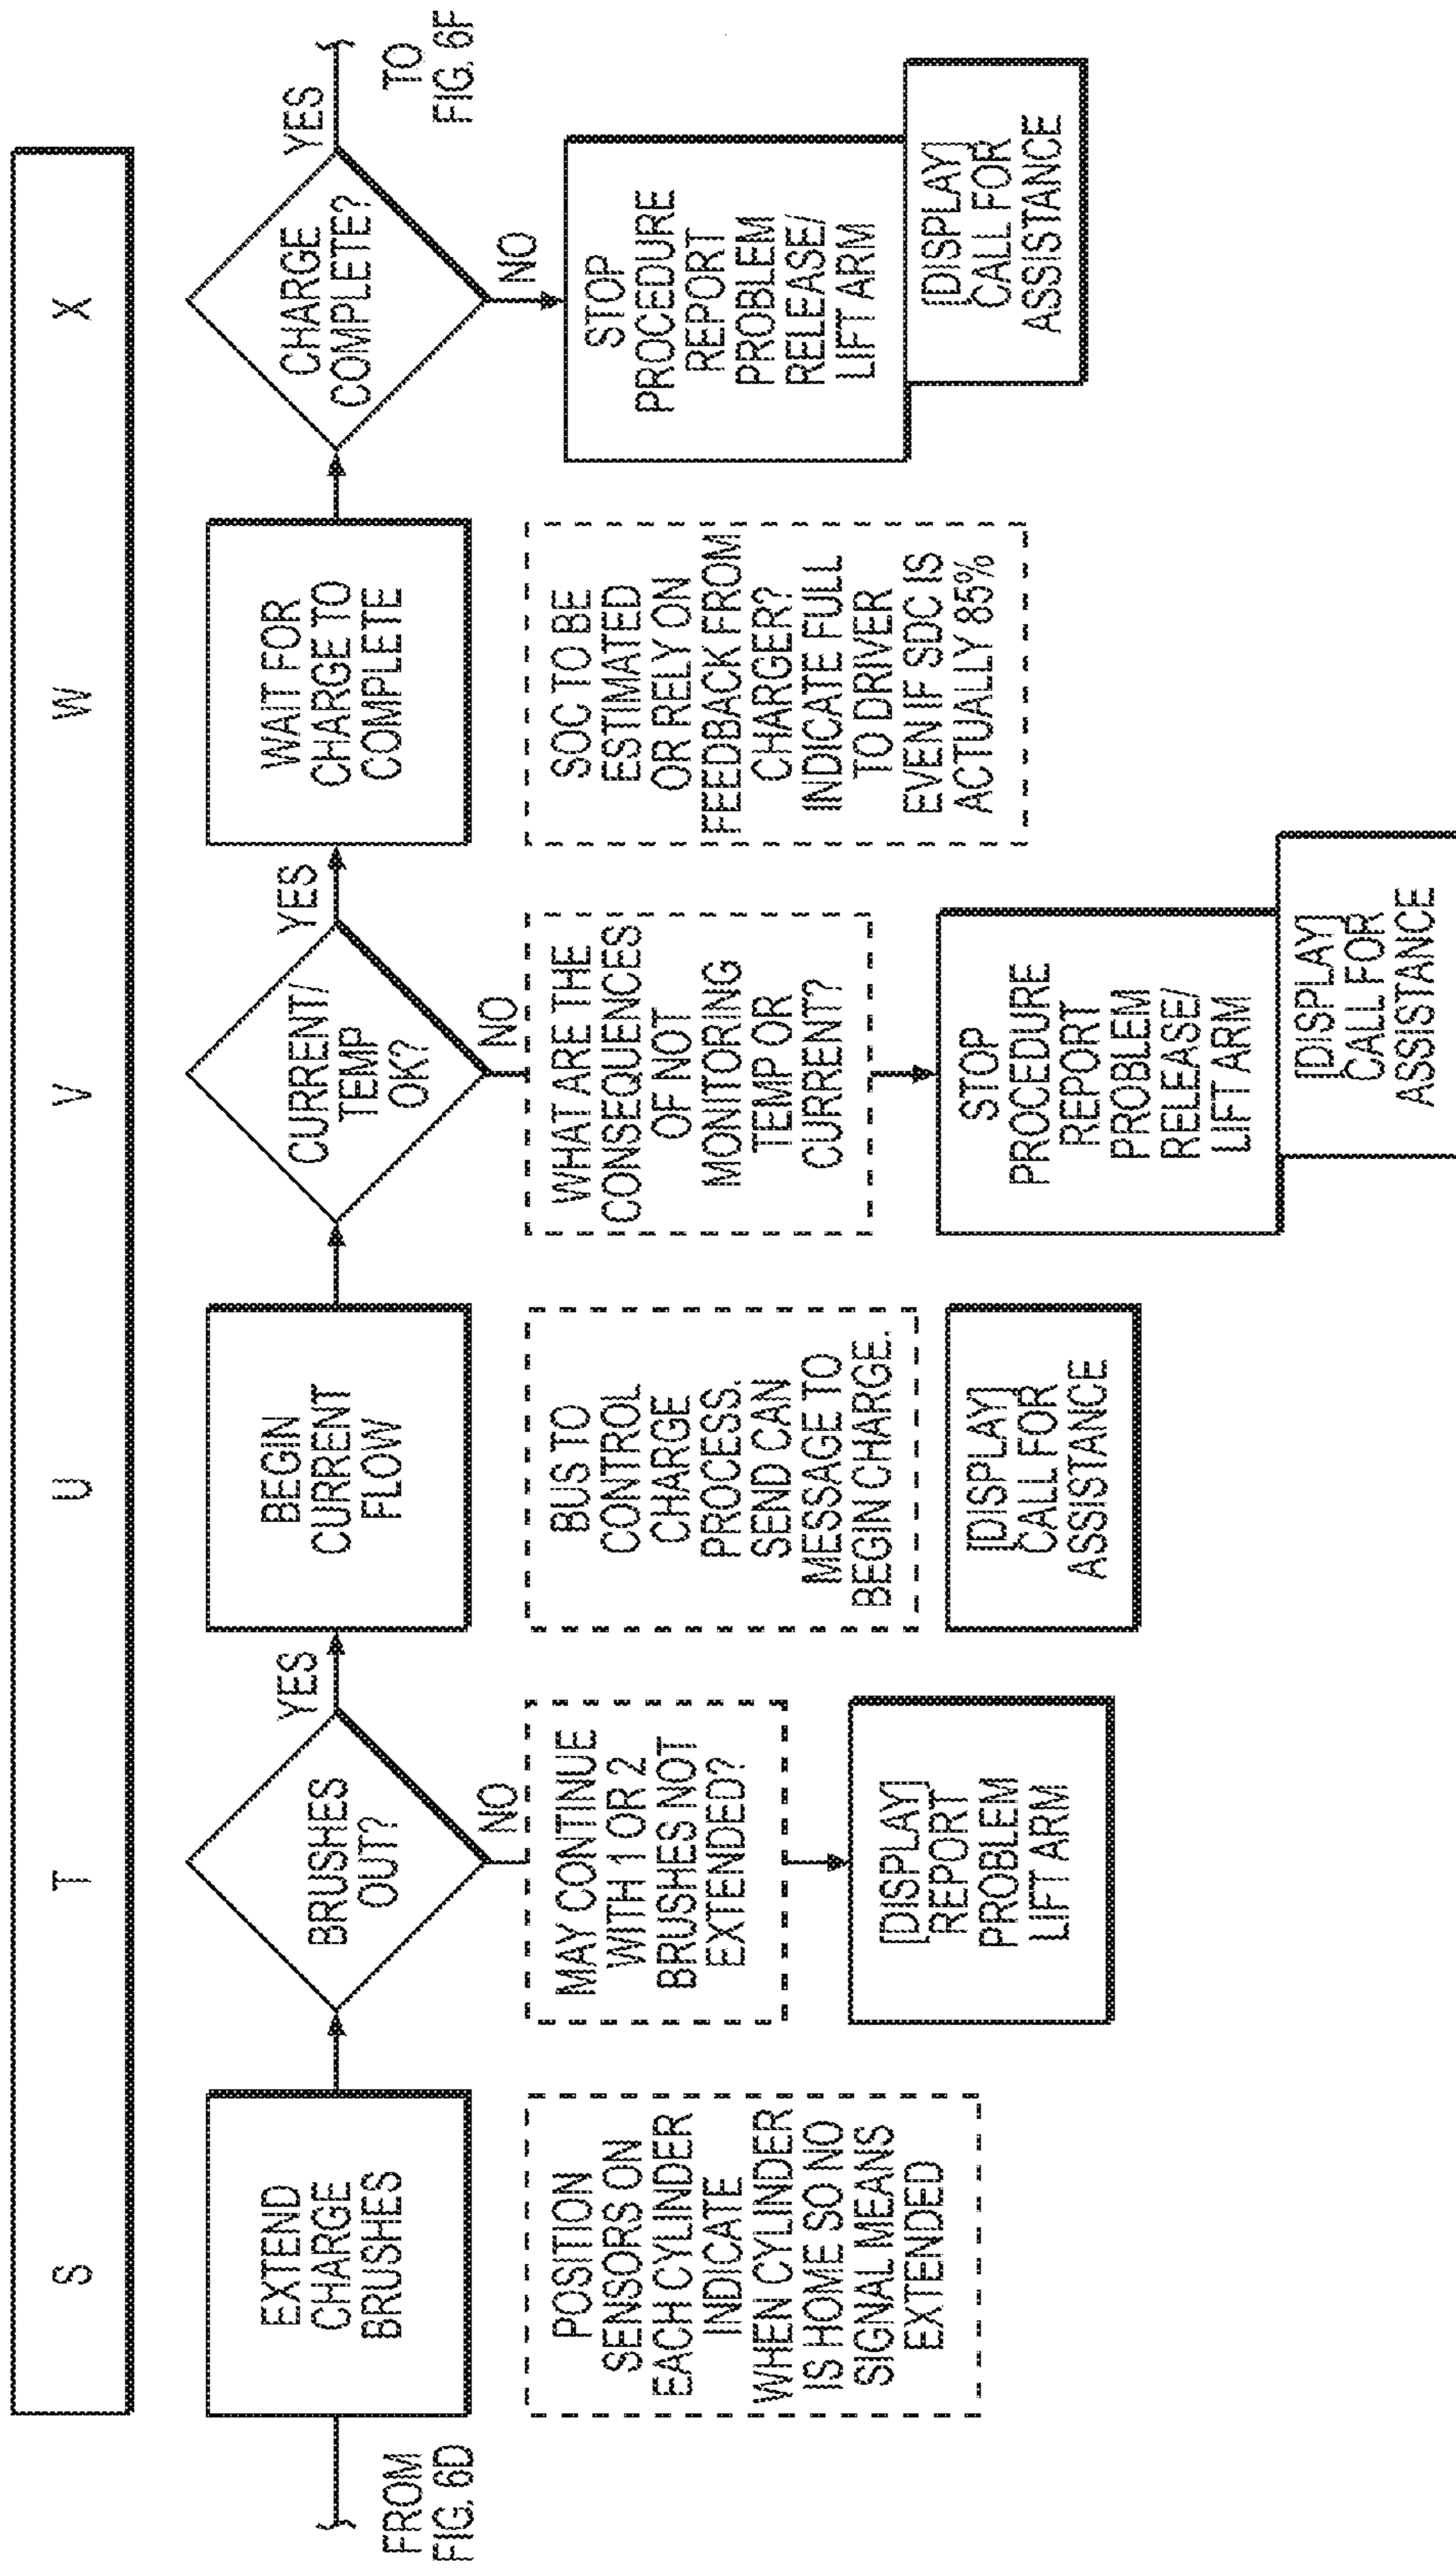 S T U V W X
FROM
FIG. 6D
EXTEND
CHARGE
BRUSHES
POSITION
SENSORS ON
EACH CYLINDER
INDICATE
WHEN CYLINDER
IS HOME SO NO
SIGNAL MEANS
EXTENDED
BRUSHES
OUT?
YES
NO
MAY CONTINUE
WITH 1 OR 2
BRUSHES NOT
EXTENDED?
[DISPLAY]
REPORT
PROBLEM
LIFT ARM
BEGIN
CURRENT
FLOW
BUS TO
CONTROL
CHARGE
PROCESS.
SEND CAN
MESSAGE TO
BEGIN CHARGE.
[DISPLAY]
CALL FOR
ASSISTANCE
CURRENT/
TEMP
OK?
YES
NO
WHAT ARE THE
CONSEQUENCES
OF NOT
MONITORING
TEMP OR
CURRENT?
STOP
PROCEDURE
REPORT
PROBLEM
RELEASE/
LIFT ARM
[DISPLAY]
CALL FOR
ASSISTANCE
WAIT FOR
CHARGE TO
COMPLETE
SOC TO BE
ESTIMATED
OR RELY ON
FEEDBACK FROM
CHARGER?
INDICATE FULL
TO DRIVER
EVEN IF SDC IS
ACTUALLY 85%
CHARGE
COMPLETE?
YES
NO
STOP
PROCEDURE
REPORT
PROBLEM
RELEASE/
LIFT ARM
[DISPLAY]
CALL FOR
ASSISTANCE
TO
FIG. 6F